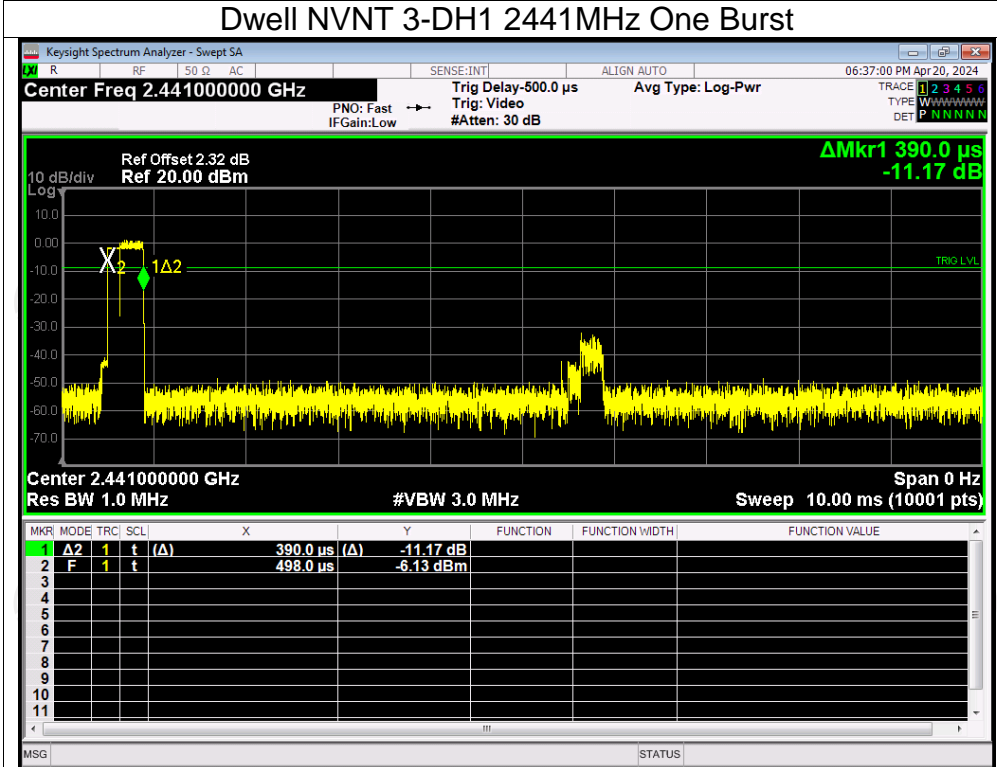 Dwell NVNT 3-DH1 2441MHz One Burst
Keysight Spectrum Analyzer - Swept SA
LXI R RF 50 Ω AC SENSE:INT ALIGN AUTO 06:37:00 PM Apr 20, 2024
Center Freq 2.441000000 GHz
PNO: Fast
IFGain:Low
Trig Delay-500.0 µs
Trig: Video
#Atten: 30 dB
Avg Type: Log-Pwr
TRACE 1 2 3 4 5 6
TYPE W W W W W W
DET P N N N N N
ΔMkr1 390.0 µs
-11.17 dB
Ref Offset 2.32 dB
10 dB/div Ref 20.00 dBm
Log
10.0
0.00
-10.0
-20.0
-30.0
-40.0
-50.0
-60.0
-70.0
X2 1Δ2
TRIG LVL
Center 2.441000000 GHz Span 0 Hz
Res BW 1.0 MHz #VBW 3.0 MHz Sweep 10.00 ms (10001 pts)
MKR MODE TRC SCL X Y FUNCTION FUNCTION WIDTH FUNCTION VALUE
1 Δ2 1 t (Δ) 390.0 µs (Δ) -11.17 dB
2 F 1 t 498.0 µs -6.13 dBm
3
4
5
6
7
8
9
10
11
MSG STATUS